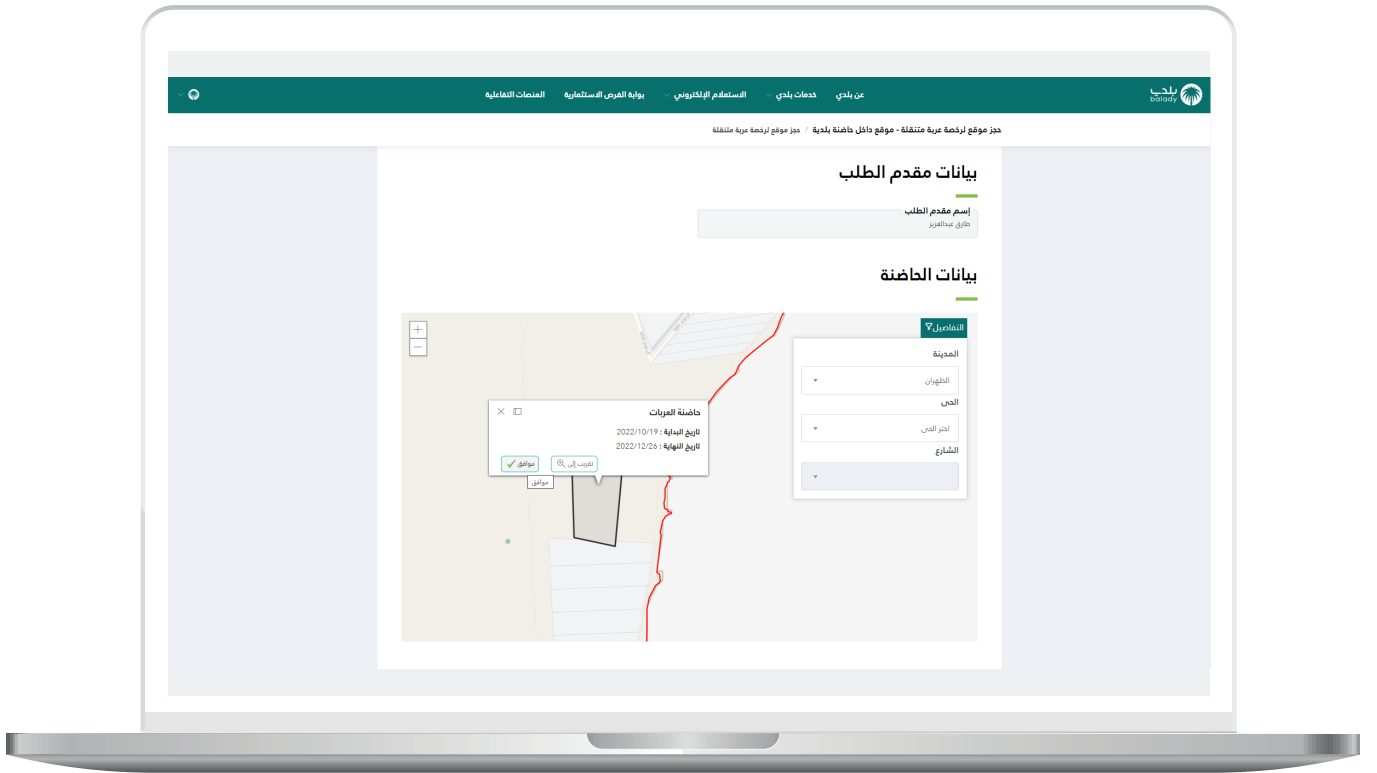 بلدي
balady
عن بلدي
خدمات بلدي
الاستعلام الإلكتروني
بوابة الفرص الاستثمارية
المنصات التفاعلية
حجز موقع لرخصة عربة متنقلة - موقع داخل حاضنة بلدية / حجز موقع لرخصة عربة متنقلة
بيانات مقدم الطلب
إسم مقدم الطلب
طارق عبدالعزيز
بيانات الحاضنة
التفاصيل
المدينة
الظهران
الحى
اختر الحى
الشارع
حاضنة العربات
تاريخ البداية : 2022/10/19
تاريخ النهاية : 2022/12/26
تقريب إلى
موافق
موافق